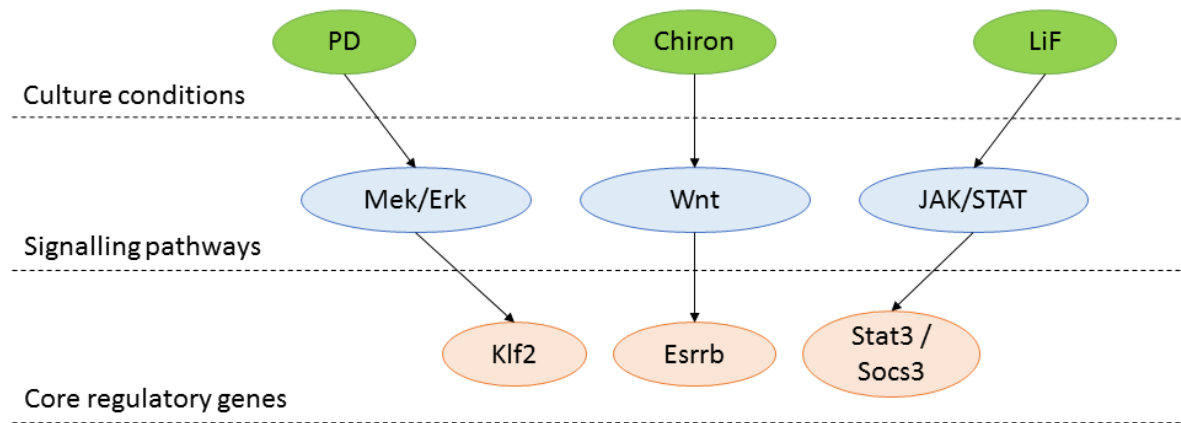 PD
Chiron
LiF
Culture conditions
Mek/Erk
Wnt
JAK/STAT
Signalling pathways
Klf2
Esrrb
Stat3 /
Socs3
Core regulatory genes